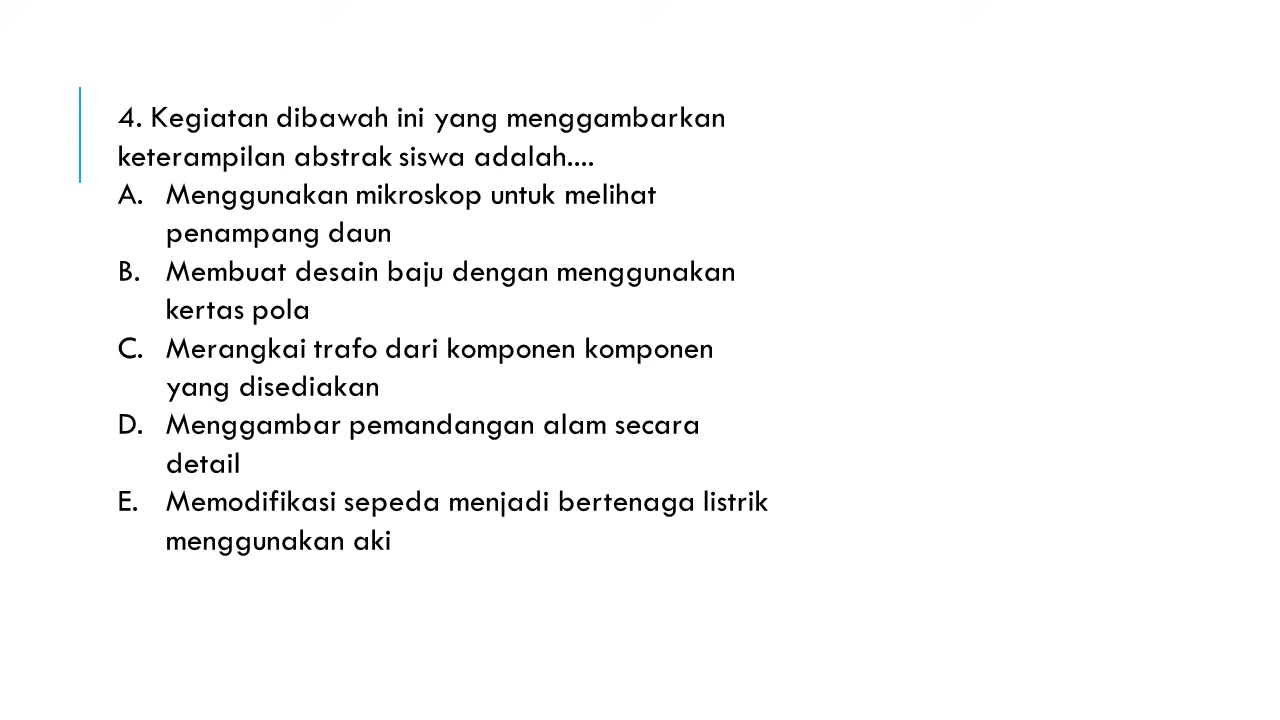 4. Kegiatan dibawah ini yang menggambarkan
keterampilan abstrak siswa adalah....
A. Menggunakan mikroskop untuk melihat
penampang daun
B. Membuat desain baju dengan menggunakan
kertas pola
C. Merangkai trafo dari komponen komponen
yang disediakan
D. Menggambar pemandangan alam secara
detail
E. Memodifikasi sepeda menjadi bertenaga listrik
menggunakan aki